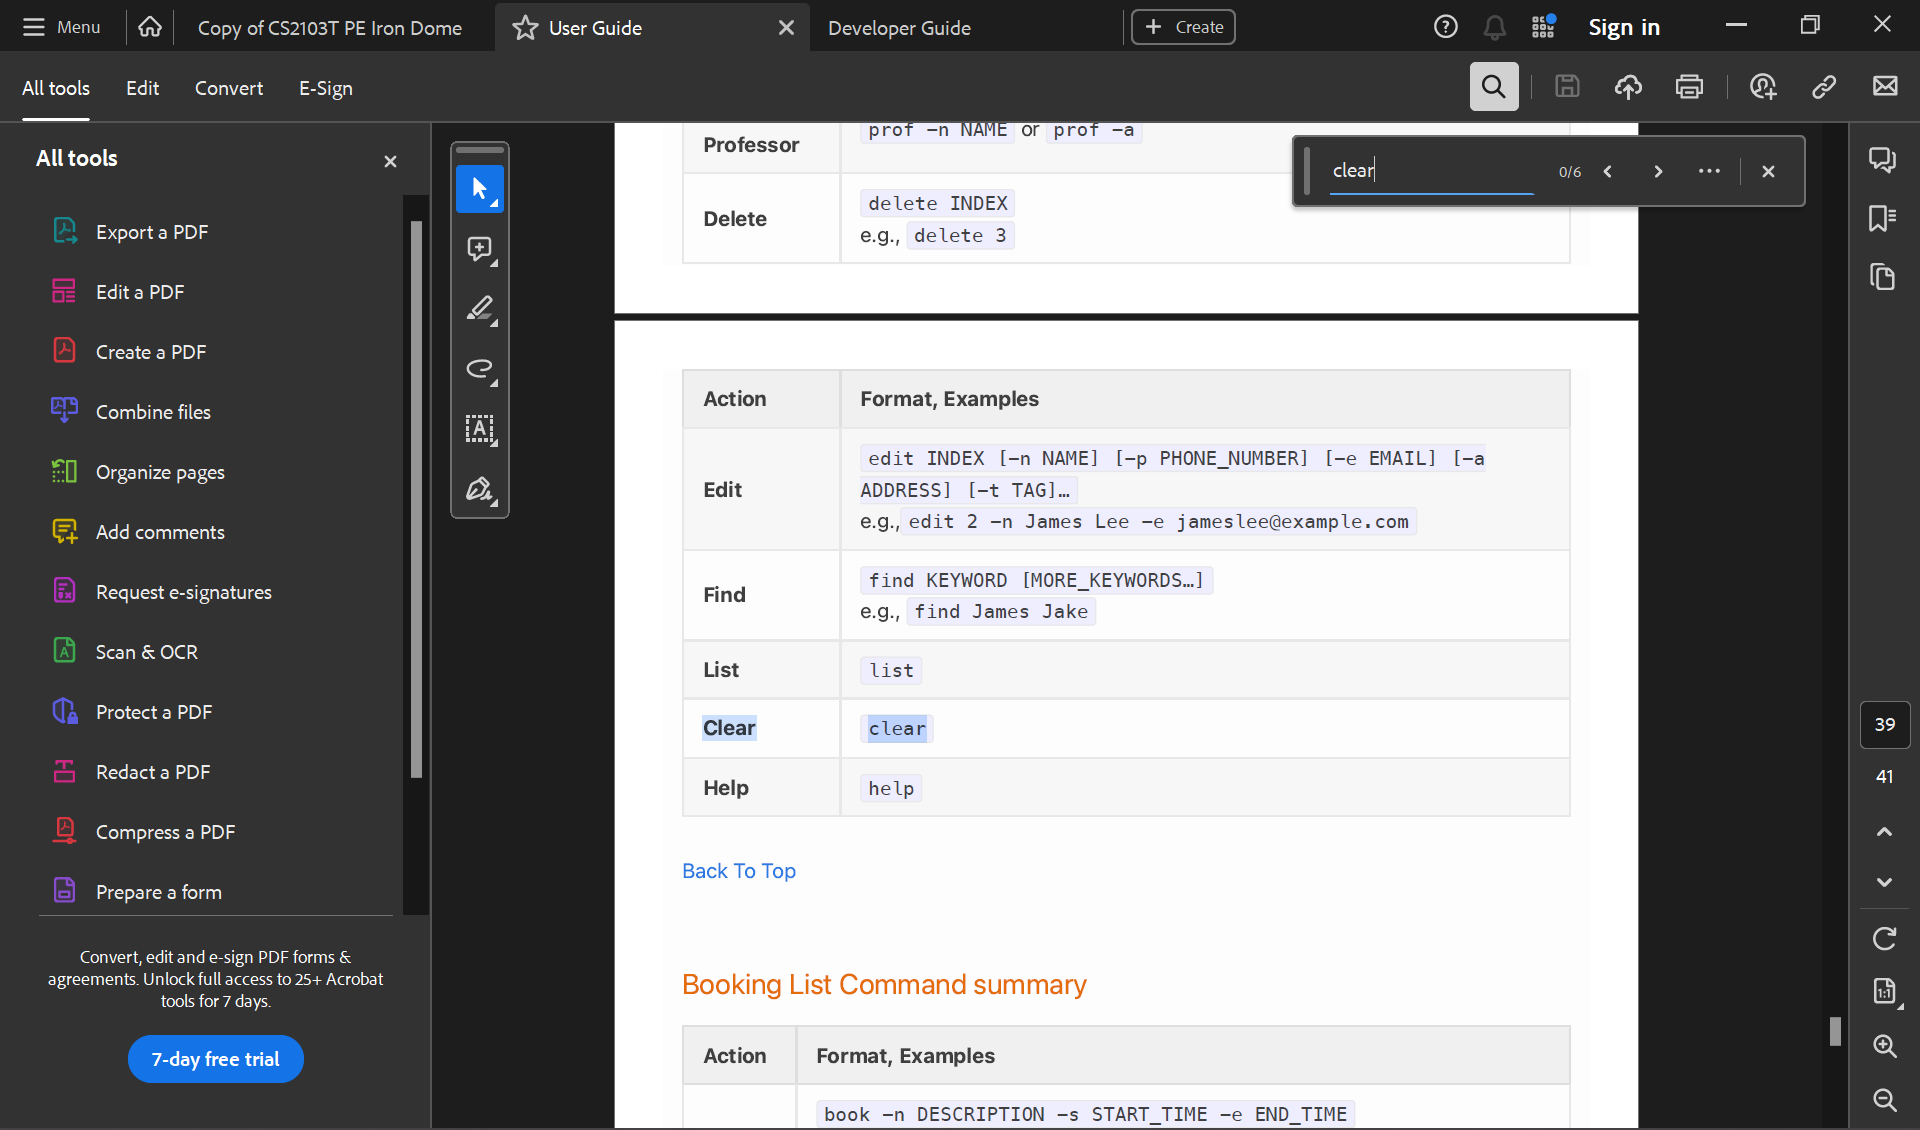 Menu
Copy of CS2103T PE Iron Dome
User Guide
Developer Guide
Create
Sign in
All tools
Edit
Convert
E-Sign
All tools
Export a PDF
Edit a PDF
Create a PDF
Combine files
Organize pages
Add comments
Request e-signatures
Scan & OCR
Protect a PDF
Redact a PDF
Compress a PDF
Prepare a form
Convert, edit and e-sign PDF forms &
agreements. Unlock full access to 25+ Acrobat
tools for 7 days.
7-day free trial
clear
0/6
Professor
prof -n NAME or prof -a
Delete
delete INDEX
e.g., delete 3
Action
Format, Examples
Edit
edit INDEX [-n NAME] [-p PHONE_NUMBER] [-e EMAIL] [-a
ADDRESS] [-t TAG]…
e.g., edit 2 -n James Lee -e jameslee@example.com
Find
find KEYWORD [MORE_KEYWORDS…]
e.g., find James Jake
List
list
Clear
clear
Help
help
Back To Top
Booking List Command summary
Action
Format, Examples
book -n DESCRIPTION -s START_TIME -e END_TIME
39
41